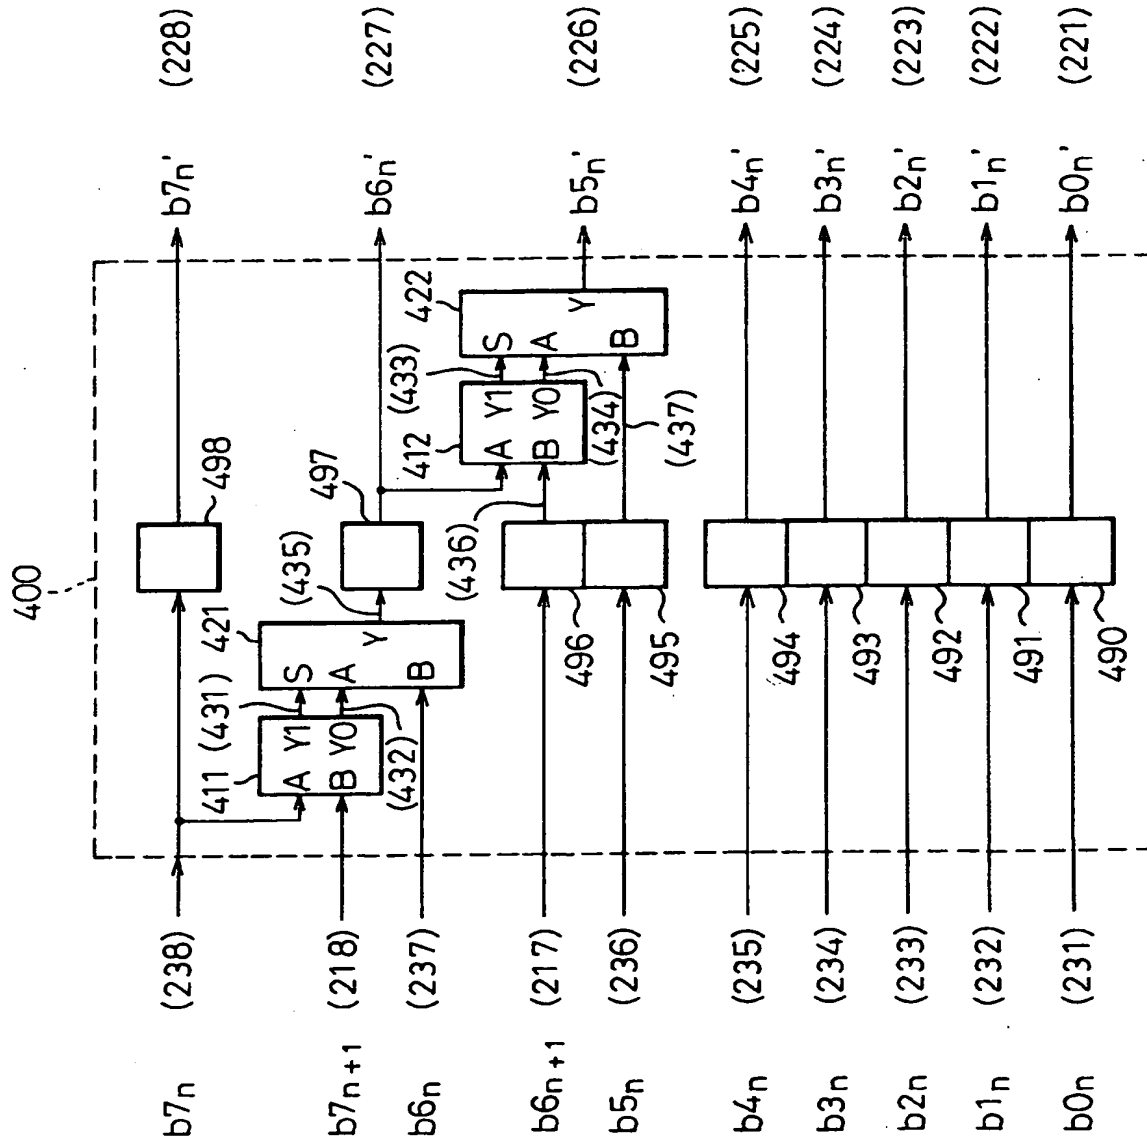 400
b7n (238) 498 b7n' (228)
411 A Y1 (431) 421 S
b7n+1 (218) B Y0 A Y (435) 497 b6n' (227)
(432)
b6n (237) B
412 A Y1 (433) 422 S
b6n+1 (217) 496 (436) B Y0 A Y b5n' (226)
(434)
b5n (236) 495 (437) B
b4n (235) 494 b4n' (225)
b3n (234) 493 b3n' (224)
b2n (233) 492 b2n' (223)
b1n (232) 491 b1n' (222)
b0n (231) 490 b0n' (221)